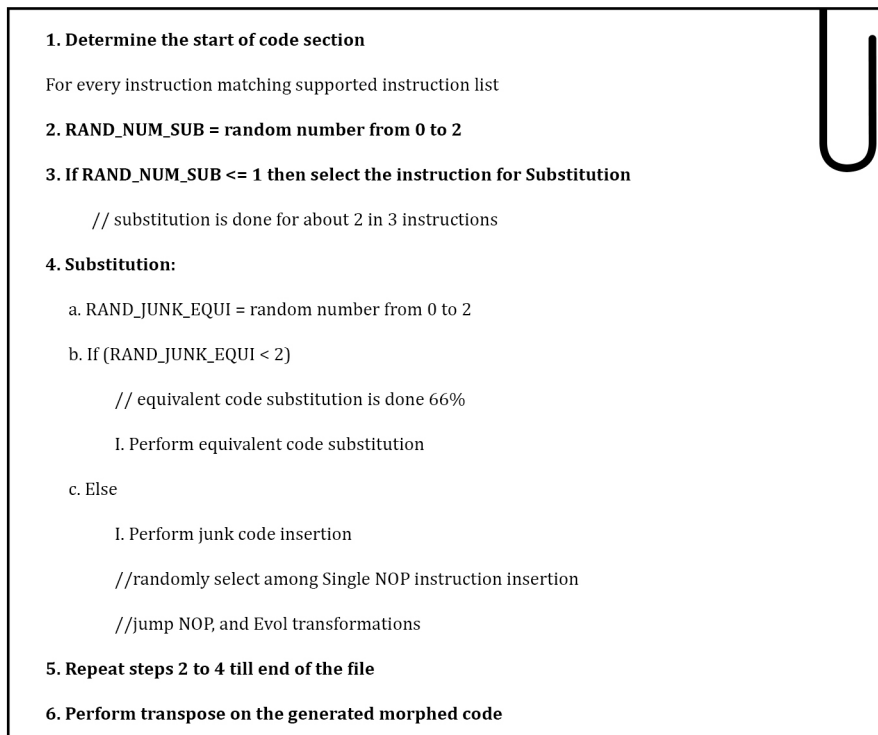 1. Determine the start of code section
For every instruction matching supported instruction list
2. RAND_NUM_SUB = random number from 0 to 2
3. If RAND_NUM_SUB <= 1 then select the instruction for Substitution
// substitution is done for about 2 in 3 instructions
4. Substitution:
a. RAND_JUNK_EQUI = random number from 0 to 2
b. If (RAND_JUNK_EQUI < 2)
// equivalent code substitution is done 66%
I. Perform equivalent code substitution
c. Else
I. Perform junk code insertion
//randomly select among Single NOP instruction insertion
//jump NOP, and Evol transformations
5. Repeat steps 2 to 4 till end of the file
6. Perform transpose on the generated morphed code